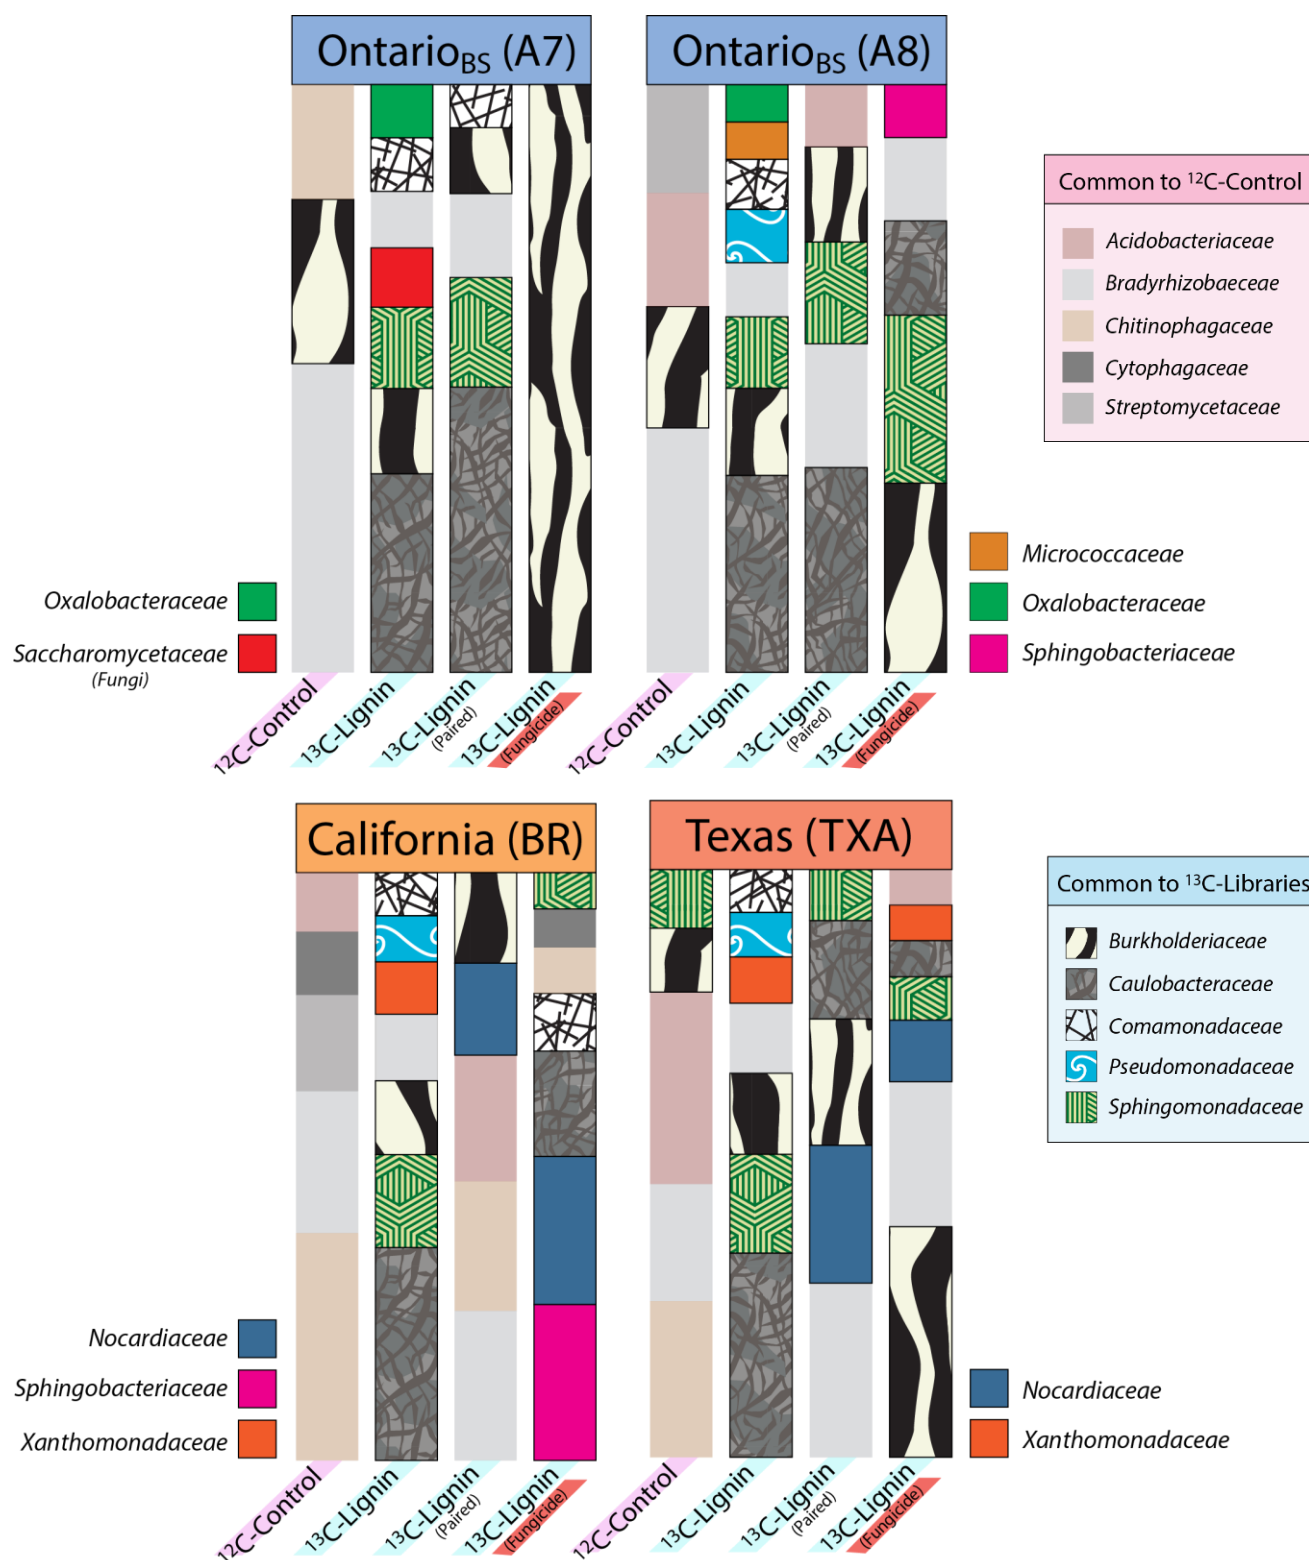 Ontario_BS (A7)
Ontario_BS (A8)
Common to ¹²C-Control
Acidobacteriaceae
Bradyrhizobaeceae
Chitinophagaceae
Cytophagaceae
Streptomycetaceae
Oxalobacteraceae
Saccharomycetaceae
(Fungi)
Micrococcaceae
Oxalobacteraceae
Sphingobacteriaceae
¹²C-Control
¹³C-Lignin
¹³C-Lignin
(Paired)
¹³C-Lignin
(Fungicide)
¹²C-Control
¹³C-Lignin
¹³C-Lignin
(Paired)
¹³C-Lignin
(Fungicide)
California (BR)
Texas (TXA)
Common to ¹³C-Libraries
Burkholderiaceae
Caulobacteraceae
Comamonadaceae
Pseudomonadaceae
Sphingomonadaceae
Nocardiaceae
Sphingobacteriaceae
Xanthomonadaceae
Nocardiaceae
Xanthomonadaceae
¹²C-Control
¹³C-Lignin
¹³C-Lignin
(Paired)
¹³C-Lignin
(Fungicide)
¹²C-Control
¹³C-Lignin
¹³C-Lignin
(Paired)
¹³C-Lignin
(Fungicide)